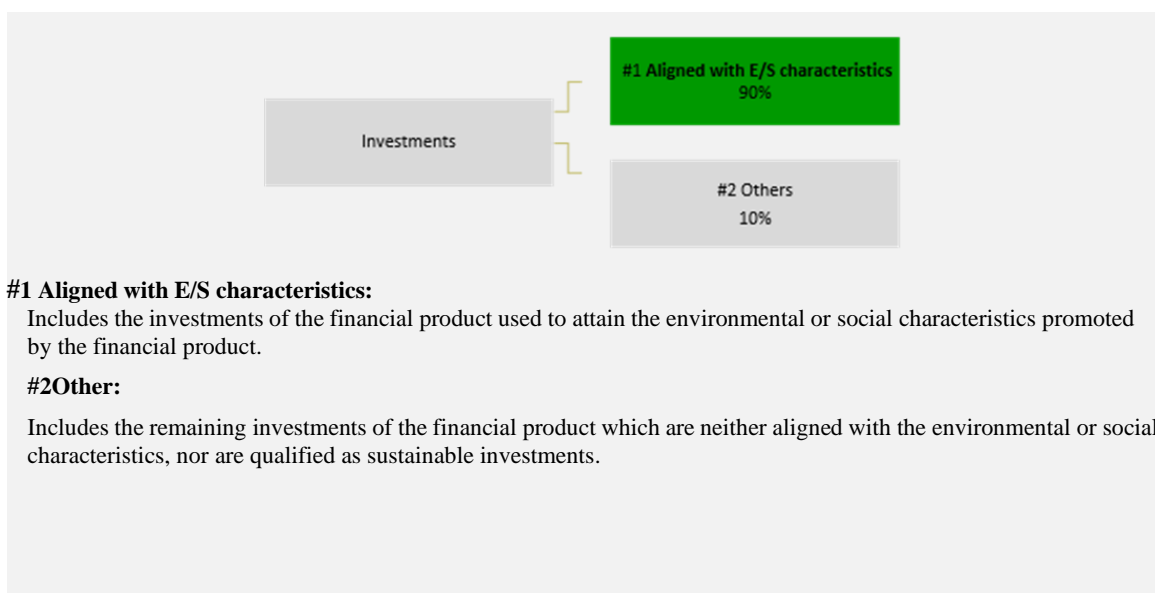 #1 Aligned with E/S characteristics
90%
Investments
#2 Others
10%
#1 Aligned with E/S characteristics:
Includes the investments of the financial product used to attain the environmental or social characteristics promoted
by the financial product.
#2Other:
Includes the remaining investments of the financial product which are neither aligned with the environmental or social
characteristics, nor are qualified as sustainable investments.